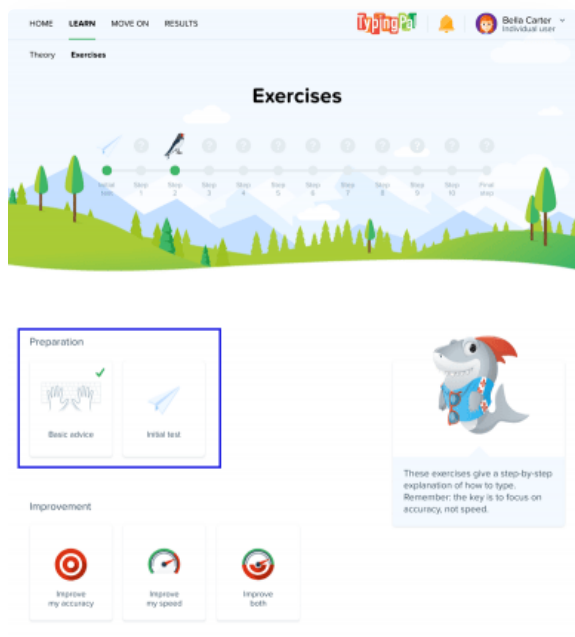 HOME LEARN MOVE ON RESULTS
TypingPal
Bella Carter
Individual user
Theory Exercises
Exercises
? ? ? ? ? ? ? ? ? ?
Initial test
Step 1
Step 2
Step 3
Step 4
Step 5
Step 6
Step 7
Step 8
Step 9
Step 10
Final step
Preparation
Basic advice
Initial test
These exercises give a step-by-step
explanation of how to type.
Remember: the key is to focus on
accuracy, not speed.
Improvement
Improve
my accuracy
Improve
my speed
Improve
both